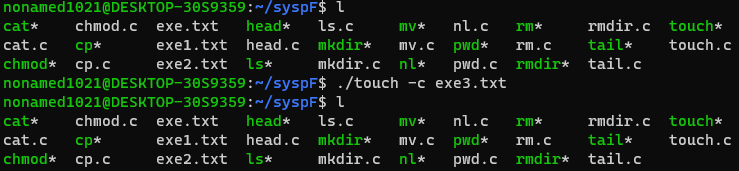 nonamed1021@DESKTOP-30S9359:~/syspF$ l
cat* chmod.c exe.txt head* ls.c mv* nl.c rm* rmdir.c touch*
cat.c cp* exe1.txt head.c mkdir* mv.c pwd* rm.c tail* touch.c
chmod* cp.c exe2.txt ls* mkdir.c nl* pwd.c rmdir* tail.c
nonamed1021@DESKTOP-30S9359:~/syspF$ ./touch -c exe3.txt
nonamed1021@DESKTOP-30S9359:~/syspF$ l
cat* chmod.c exe.txt head* ls.c mv* nl.c rm* rmdir.c touch*
cat.c cp* exe1.txt head.c mkdir* mv.c pwd* rm.c tail* touch.c
chmod* cp.c exe2.txt ls* mkdir.c nl* pwd.c rmdir* tail.c